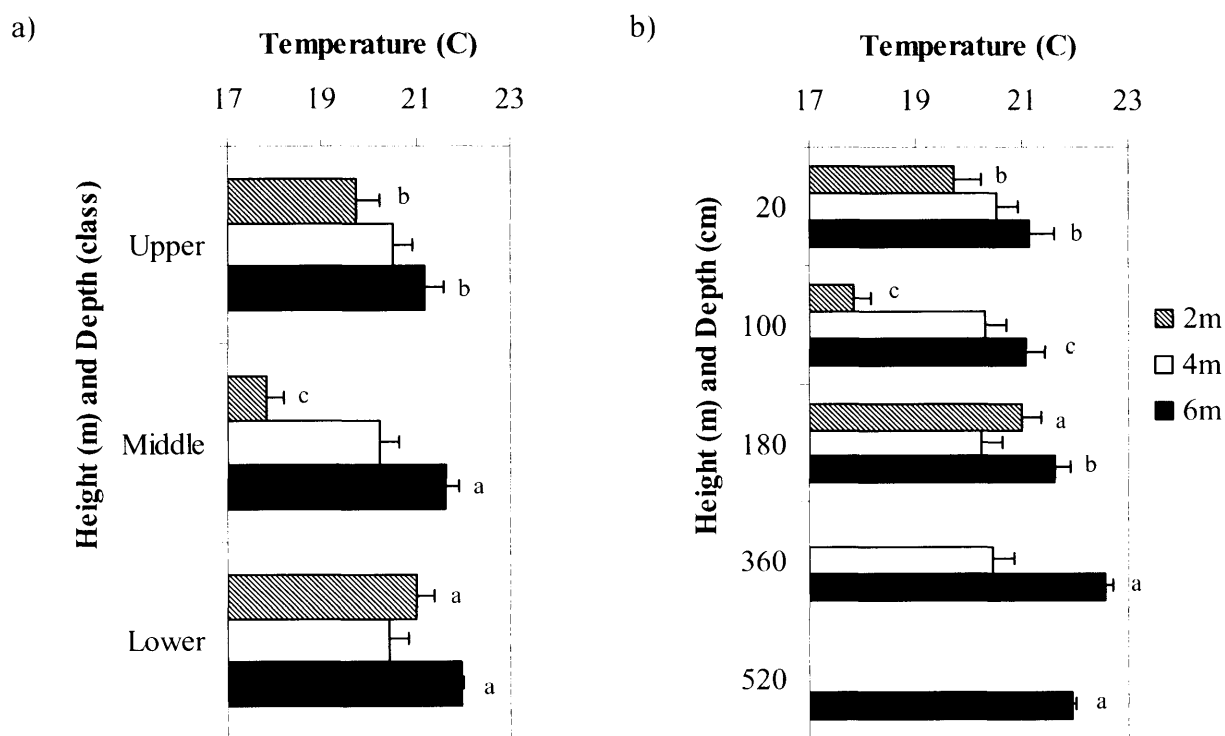 a)
Temperature (C)
17 19 21 23
Height (m) and Depth (class)
Upper
b
b
Middle
c
a
Lower
a
a
b)
Temperature (C)
17 19 21 23
Height (m) and Depth (cm)
20
b
b
100
c
c
180
a
b
360
a
520
a
2m
4m
6m